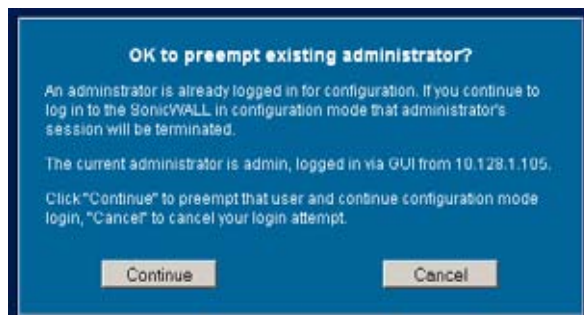 OK to preempt existing administrator?
An adminstrator is already logged in for configuration. If you continue to
log in to the SonicWALL in configuration mode that administrator's
session will be terminated.
The current administrator is admin, logged in via GUI from 10.128.1.105.
Click "Continue" to preempt that user and continue configuration mode
login, "Cancel" to cancel your login attempt.
Continue
Cancel